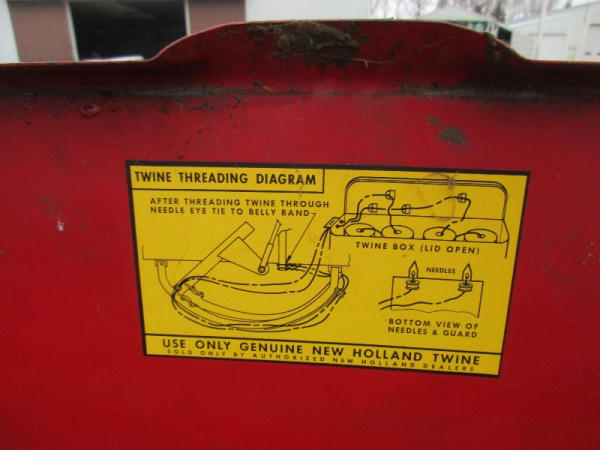 TWINE THREADING DIAGRAM
AFTER THREADING TWINE THROUGH
NEEDLE EYE TIE TO BELLY BAND
TWINE BOX (LID OPEN)
NEEDLES
BOTTOM VIEW OF
NEEDLES & GUARD
USE ONLY GENUINE NEW HOLLAND TWINE
SOLD ONLY BY AUTHORIZED NEW HOLLAND DEALERS